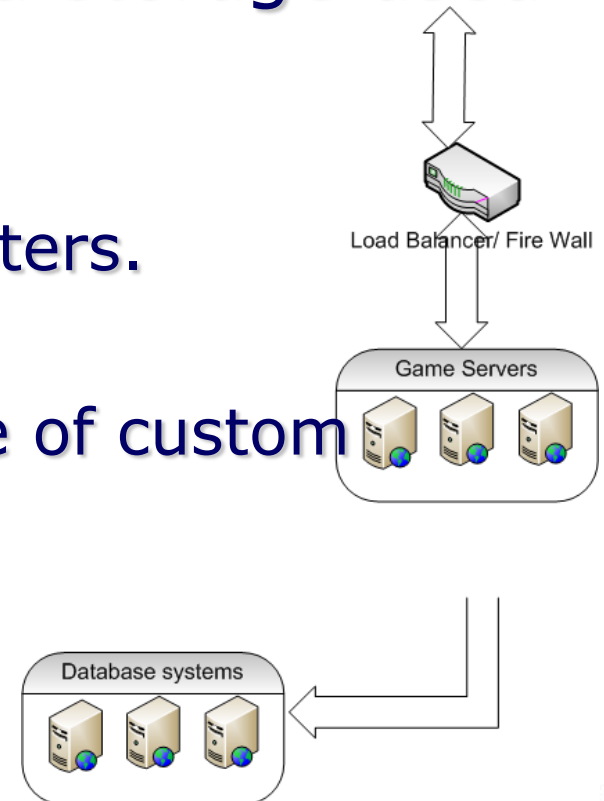 ters.
Load Balancer/ Fire Wall
Game Servers
e of custom
Database systems